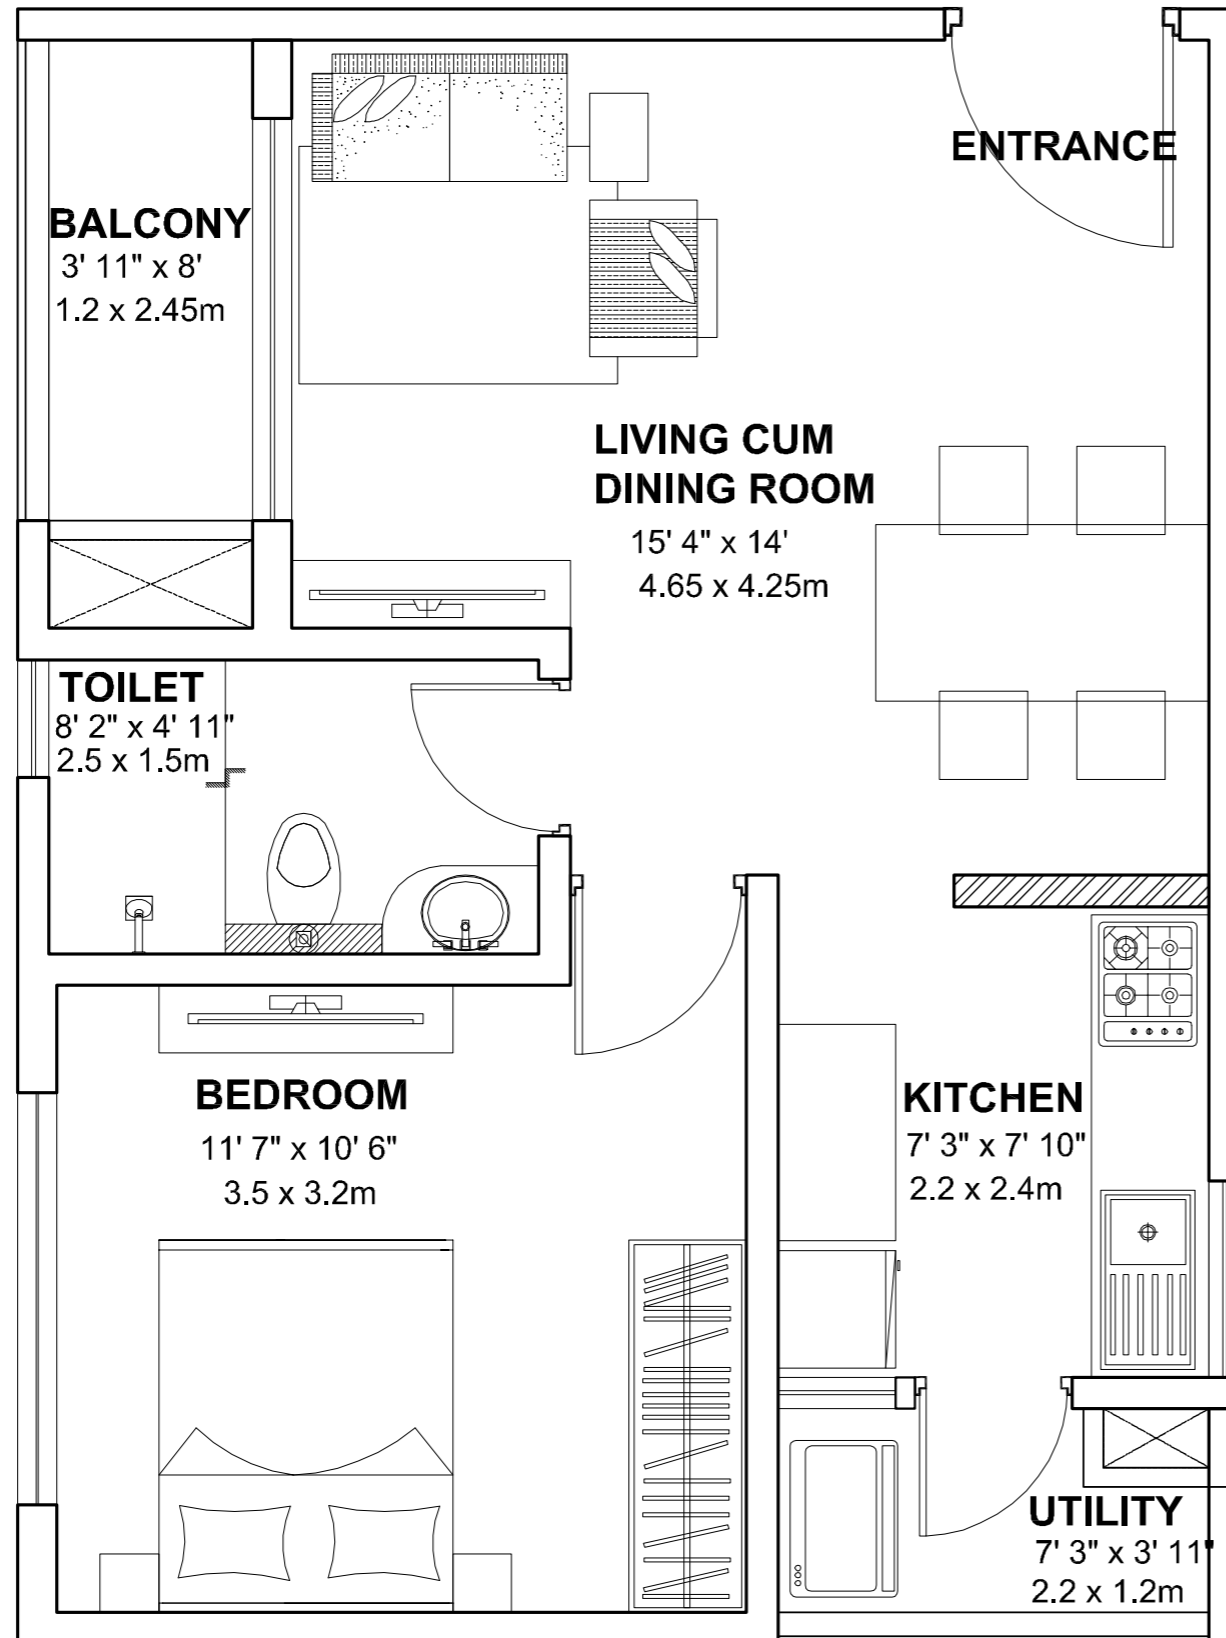 ENTRANCE
BALCONY
3' 11" x 8'
1.2 x 2.45m
LIVING CUM
DINING ROOM
15' 4" x 14'
4.65 x 4.25m
TOILET
8' 2" x 4' 11"
2.5 x 1.5m
BEDROOM
11' 7" x 10' 6"
3.5 x 3.2m
KITCHEN
7' 3" x 7' 10"
2.2 x 2.4m
UTILITY
7' 3" x 3' 11"
2.2 x 1.2m